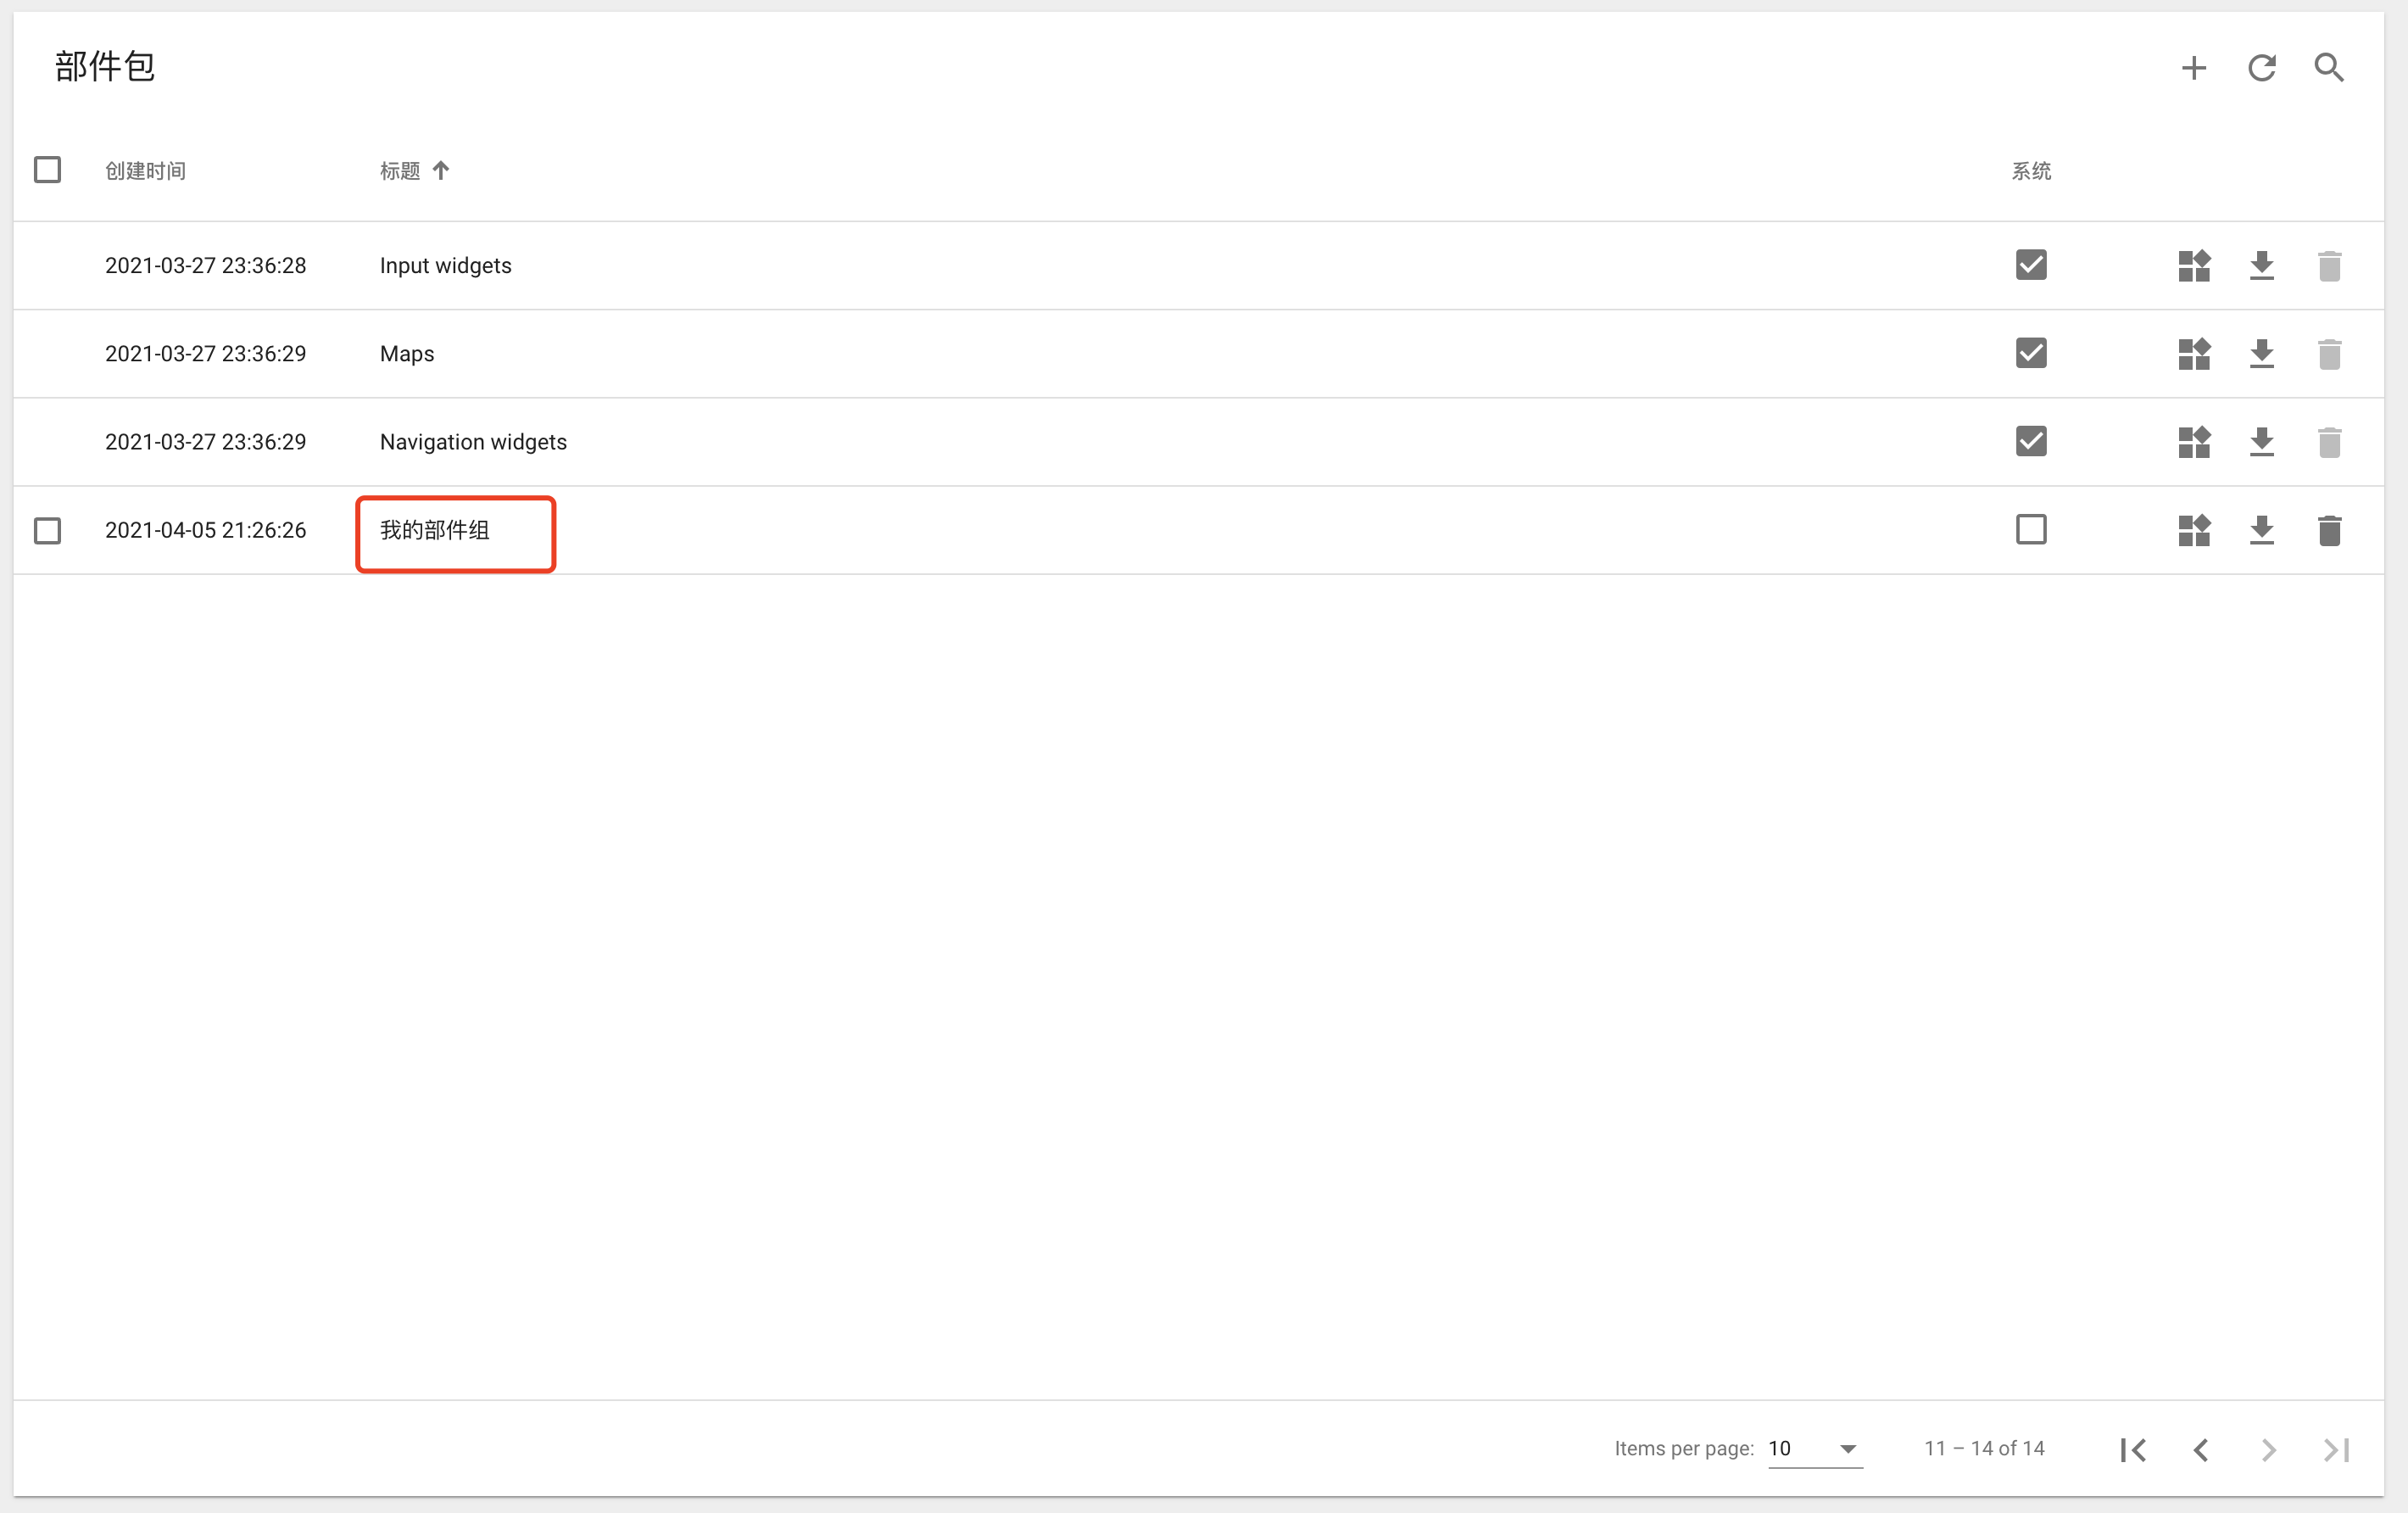 部件包
创建时间 标题 系统
2021-03-27 23:36:28 Input widgets
2021-03-27 23:36:29 Maps
2021-03-27 23:36:29 Navigation widgets
2021-04-05 21:26:26 我的部件组
Items per page: 10 11 – 14 of 14